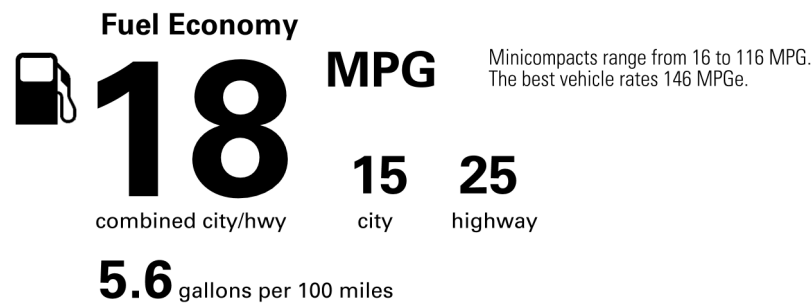 Fuel Economy
18
MPG
Minicompacts range from 16 to 116 MPG.
The best vehicle rates 146 MPGe.
15 25
combined city/hwy city highway
5.6 gallons per 100 miles